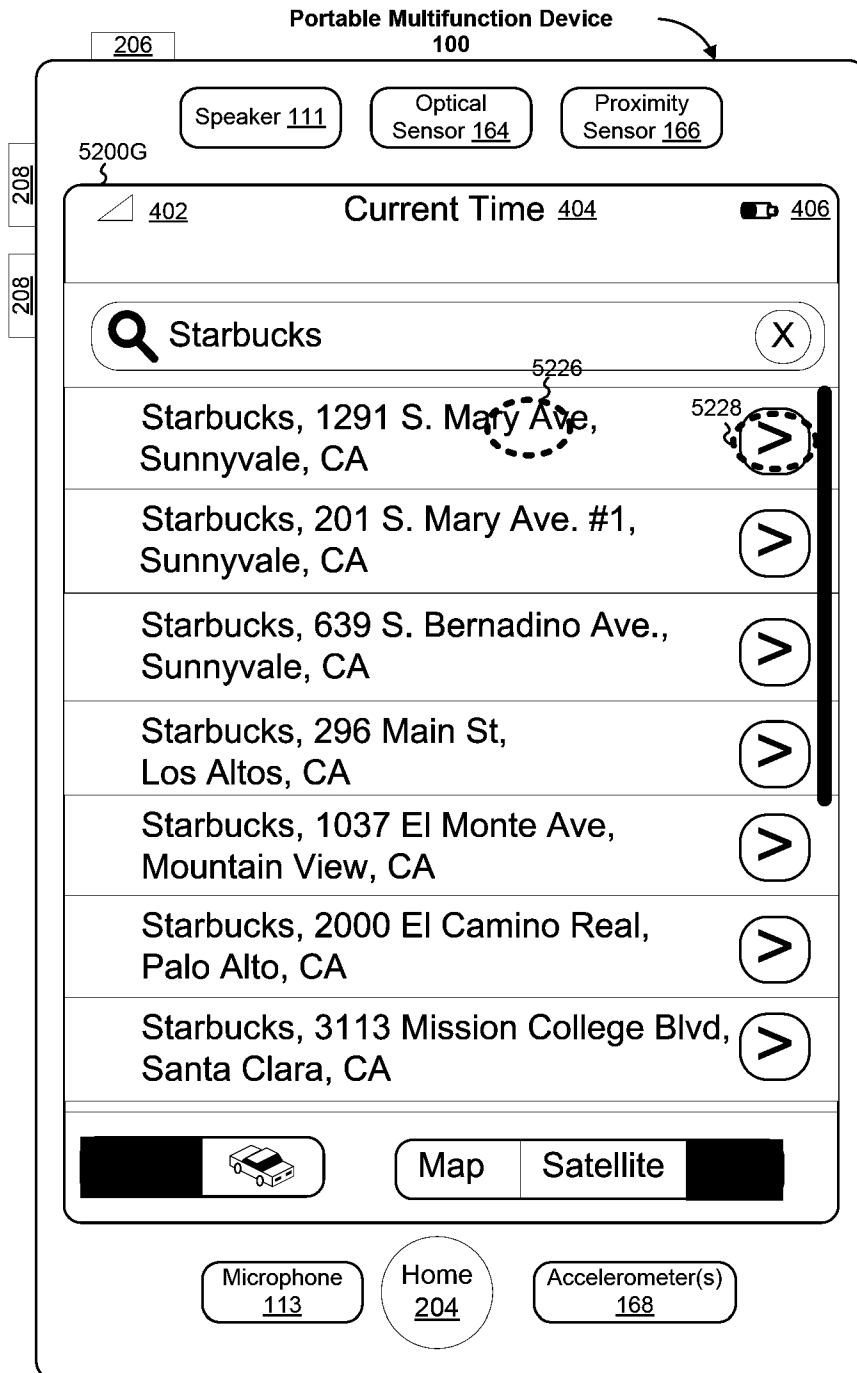 Portable Multifunction Device
100
206
Speaker 111
Optical
Sensor 164
Proximity
Sensor 166
5200G
208
208
402
Current Time 404
406
Starbucks
X
5226
5228
Starbucks, 1291 S. Mary Ave,
Sunnyvale, CA
>
Starbucks, 201 S. Mary Ave. #1,
Sunnyvale, CA
>
Starbucks, 639 S. Bernadino Ave.,
Sunnyvale, CA
>
Starbucks, 296 Main St,
Los Altos, CA
>
Starbucks, 1037 El Monte Ave,
Mountain View, CA
>
Starbucks, 2000 El Camino Real,
Palo Alto, CA
>
Starbucks, 3113 Mission College Blvd,
Santa Clara, CA
>
Map
Satellite
Microphone
113
Home
204
Accelerometer(s)
168